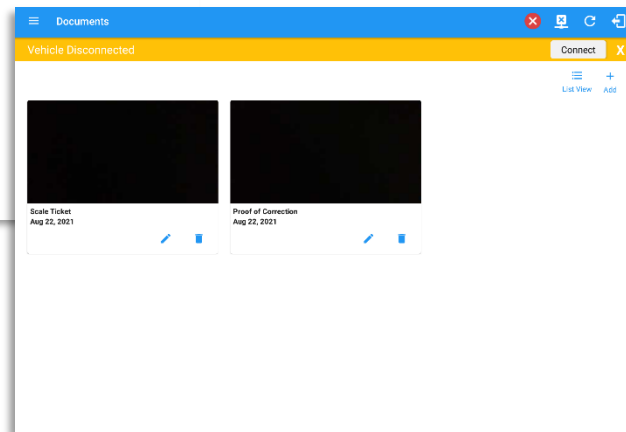 Documents
Vehicle Disconnected
Connect
X
List View
Add
Scale Ticket
Aug 22, 2021
Proof of Correction
Aug 22, 2021